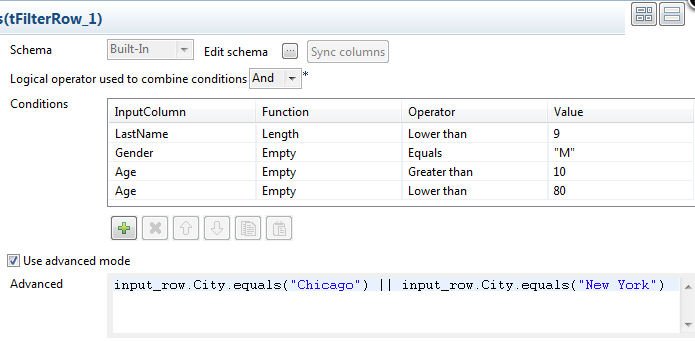 s(tFilterRow_1)
Schema Built-In Edit schema ... Sync columns
Logical operator used to combine conditions And *
Conditions
InputColumn Function Operator Value
LastName Length Lower than 9
Gender Empty Equals "M"
Age Empty Greater than 10
Age Empty Lower than 80
Use advanced mode
Advanced input_row.City.equals("Chicago") || input_row.City.equals("New York")